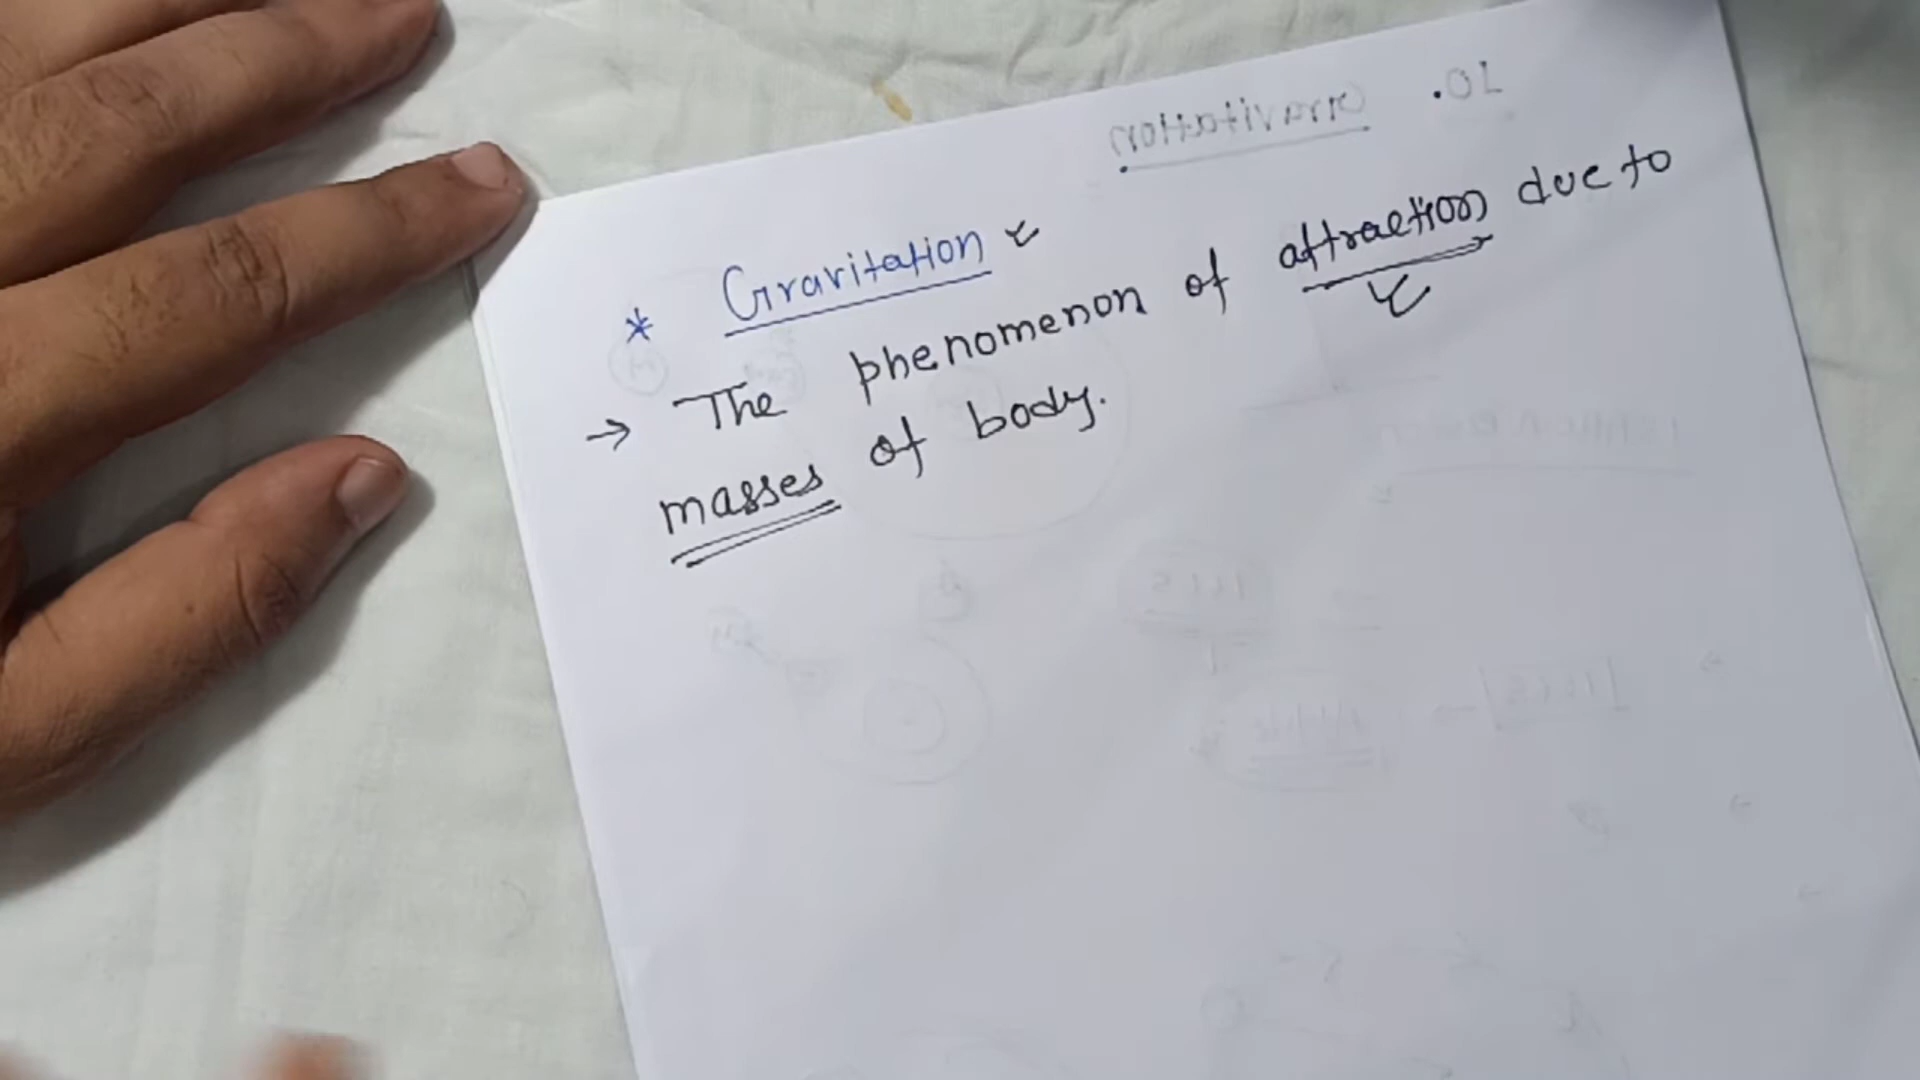 * Gravitation
→ The phenomenon of attraction due to
masses of body.